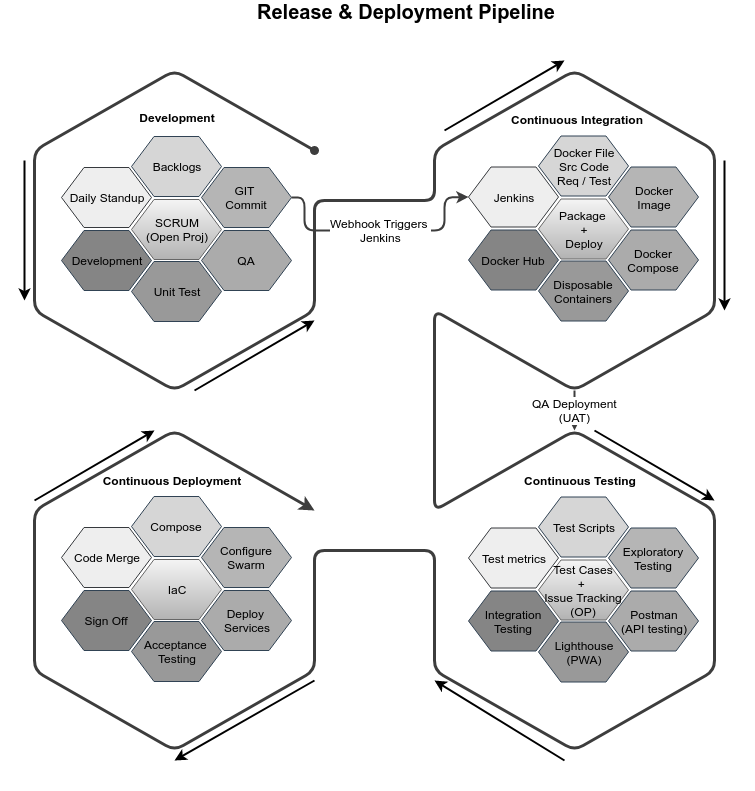 Release & Deployment Pipeline
Development
Backlogs
Daily Standup
GIT
Commit
SCRUM
(Open Proj)
Development
QA
Unit Test
Webhook Triggers
Jenkins
Continuous Integration
Docker File
Src Code
Req / Test
Jenkins
Docker
Image
Package
+
Deploy
Docker Hub
Docker
Compose
Disposable
Containers
QA Deployment
(UAT)
Continuous Deployment
Compose
Code Merge
Configure
Swarm
IaC
Sign Off
Deploy
Services
Acceptance
Testing
Continuous Testing
Test Scripts
Test metrics
Exploratory
Testing
Test Cases
+
Issue Tracking
(OP)
Integration
Testing
Postman
(API testing)
Lighthouse
(PWA)